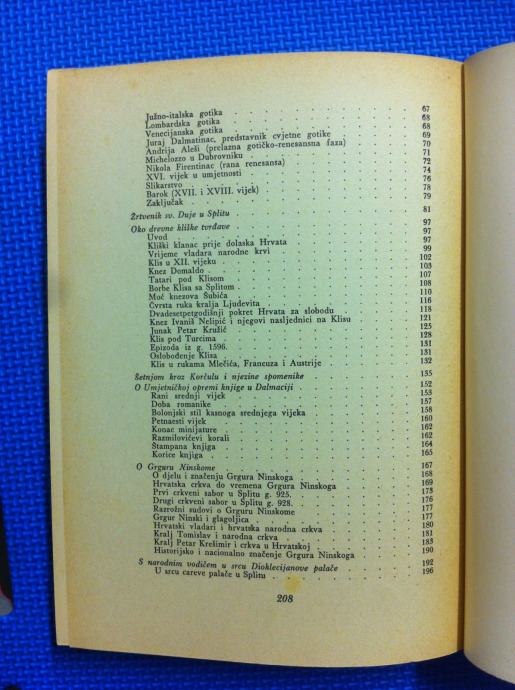 Južno-italska gotika 67
Lombardska gotika 68
Venecijanska gotika 68
Juraj Dalmatinac, predstavnik cvjetne gotike 69
Andrija Aleši (prelazna gotičko-renesansna faza) 70
Michelozzo u Dubrovniku 71
Nikola Firentinac (rana renesansa) 72
XVI. vijek u umjetnosti 74
Slikarstvo 76
Barok (XVII. i XVIII. vijek) 78
Zaključak 79
Žrtvenik sv. Duje u Splitu 81
Oko drevne kliške tvrđave 97
Uvod 97
Kliški klanac prije dolaska Hrvata 97
Vrijeme vladara narodne krvi 99
Klis u XII. vijeku 102
Knez Domaldo 103
Tatari pod Klisom 107
Borbe Klisa sa Splitom 108
Moć knezova Šubića 110
Čvrsta ruka kralja Ljudevita 116
Dvadesetpetgodišnji pokret Hrvata za slobodu 118
Knez Ivaniš Nelipić i njegovi nasljednici na Klisu 121
Junak Petar Kružić 125
Klis pod Turcima 128
Epizoda iz g. 1596. 131
Oslobođenje Klisa 131
Klis u rukama Mlečića, Francuza i Austrije 132
Šetnjom kroz Korčulu i njezine spomenike 135
O Umjetničkoj opremi knjige u Dalmaciji 152
Rani srednji vijek 153
Doba romanike 157
Bolonjski stil kasnoga srednjega vijeka 158
Petnaesti vijek 160
Konac minijature 162
Razmilovićevi korali 162
Štampana knjiga 164
Korice knjiga 165
O Grguru Ninskome 167
O djelu i značenju Grgura Ninskoga 168
Hrvatska crkva do vremena Grgura Ninskoga 169
Prvi crkveni sabor u Splitu g. 925. 173
Drugi crkveni sabor u Splitu g. 928. 176
Razrožni sudovi o Grguru Ninskome 177
Grgur Ninski i glagoljica 177
Hrvatski vladari i hrvatska narodna crkva 180
Kralj Tomislav i narodna crkva 181
Kralj Petar Krešimir i crkva u Hrvatskoj 183
Historijsko i nacionalno značenje Grgura Ninskoga 190
S narodnim vodičem u srcu Dioklecijanove palače 192
U srcu careve palače u Splitu 196
208